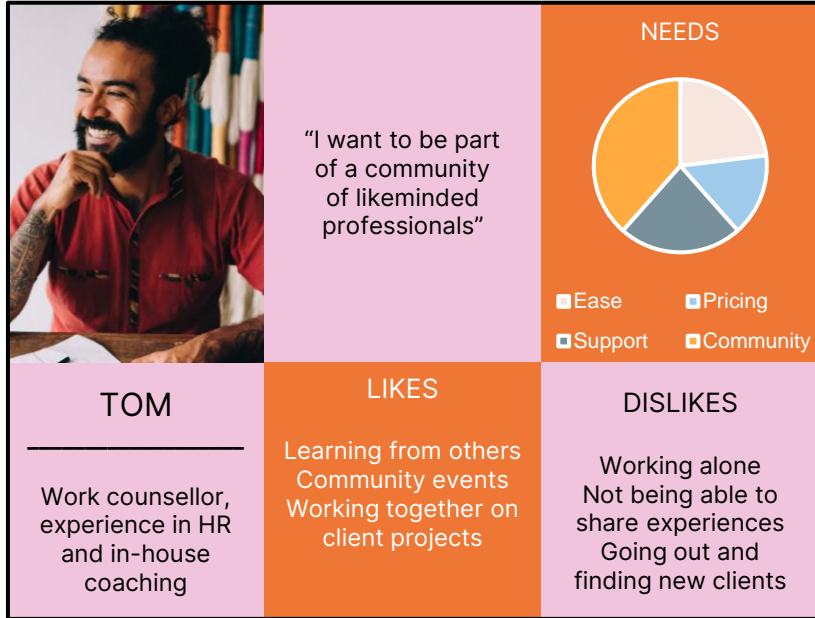 “I want to be part
of a community
of likeminded
professionals”
NEEDS
Ease
Pricing
Support
Community
TOM
Work counsellor,
experience in HR
and in-house
coaching
LIKES
Learning from others
Community events
Working together on
client projects
DISLIKES
Working alone
Not being able to
share experiences
Going out and
finding new clients